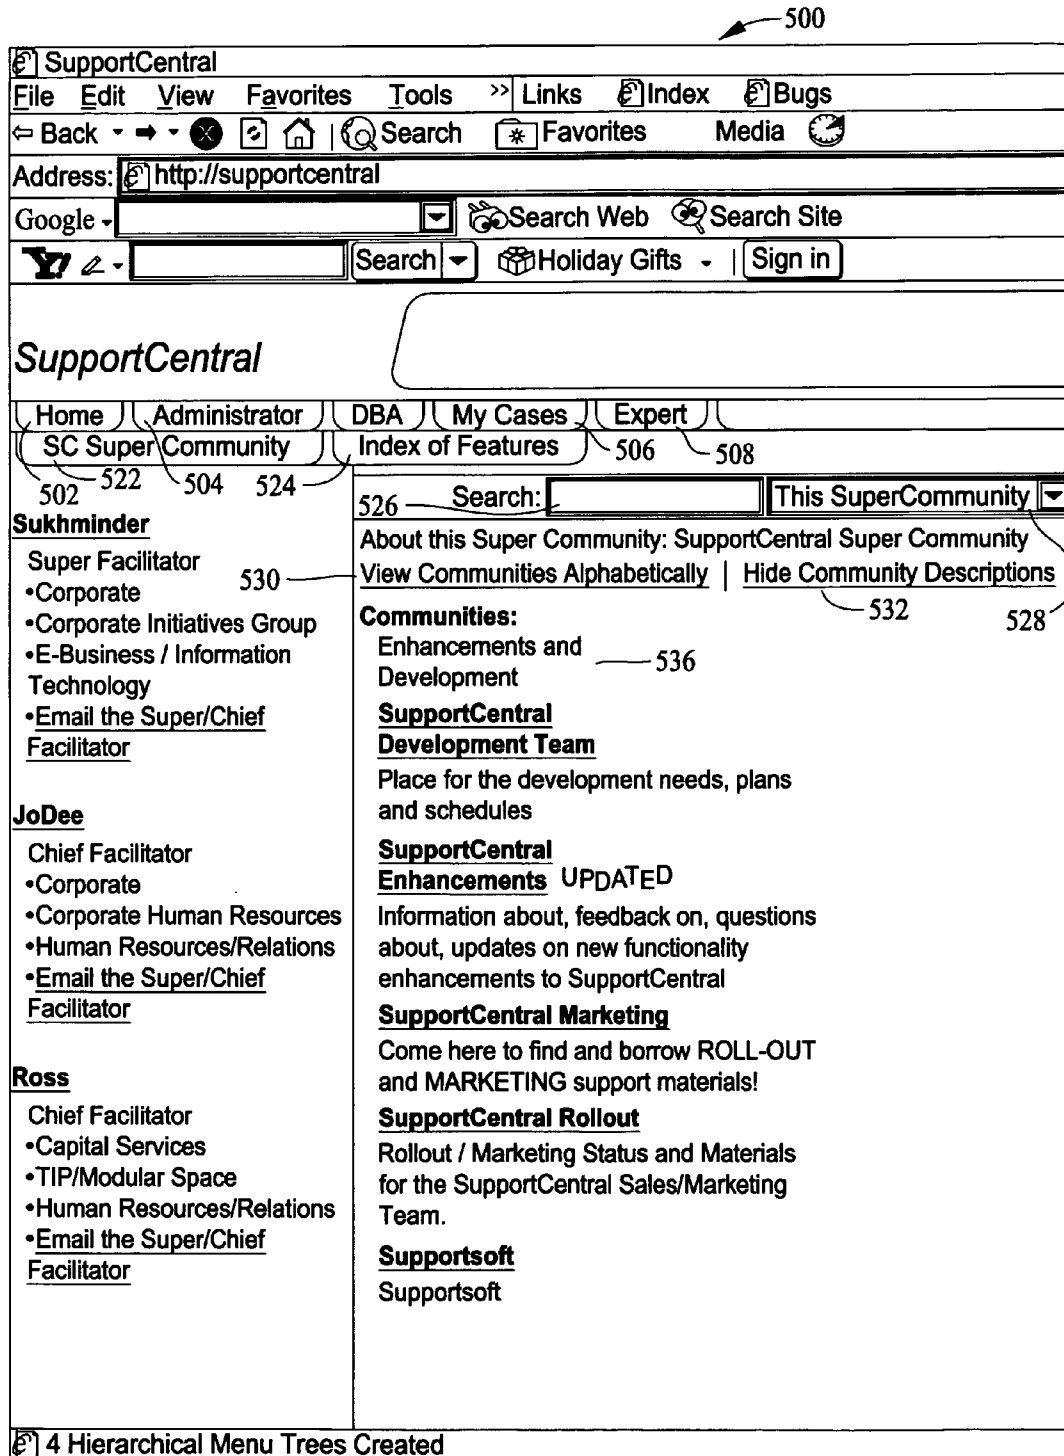 500
SupportCentral
File Edit View Favorites Tools >> Links Index Bugs
Back Search Favorites Media
Address: http://supportcentral
Google Search Web Search Site
Y! Search Holiday Gifts | Sign in
SupportCentral
Home Administrator DBA My Cases Expert
SC Super Community Index of Features 506 508
502 522 504 524
526 Search: This SuperCommunity
Sukhminder
Super Facilitator
•Corporate
•Corporate Initiatives Group
•E-Business / Information
Technology
•Email the Super/Chief
Facilitator
JoDee
Chief Facilitator
•Corporate
•Corporate Human Resources
•Human Resources/Relations
•Email the Super/Chief
Facilitator
Ross
Chief Facilitator
•Capital Services
•TIP/Modular Space
•Human Resources/Relations
•Email the Super/Chief
Facilitator
About this Super Community: SupportCentral Super Community
530 View Communities Alphabetically | Hide Community Descriptions
532 528
Communities:
Enhancements and
Development
536
SupportCentral
Development Team
Place for the development needs, plans
and schedules
SupportCentral
Enhancements UPDATED
Information about, feedback on, questions
about, updates on new functionality
enhancements to SupportCentral
SupportCentral Marketing
Come here to find and borrow ROLL-OUT
and MARKETING support materials!
SupportCentral Rollout
Rollout / Marketing Status and Materials
for the SupportCentral Sales/Marketing
Team.
Supportsoft
Supportsoft
4 Hierarchical Menu Trees Created